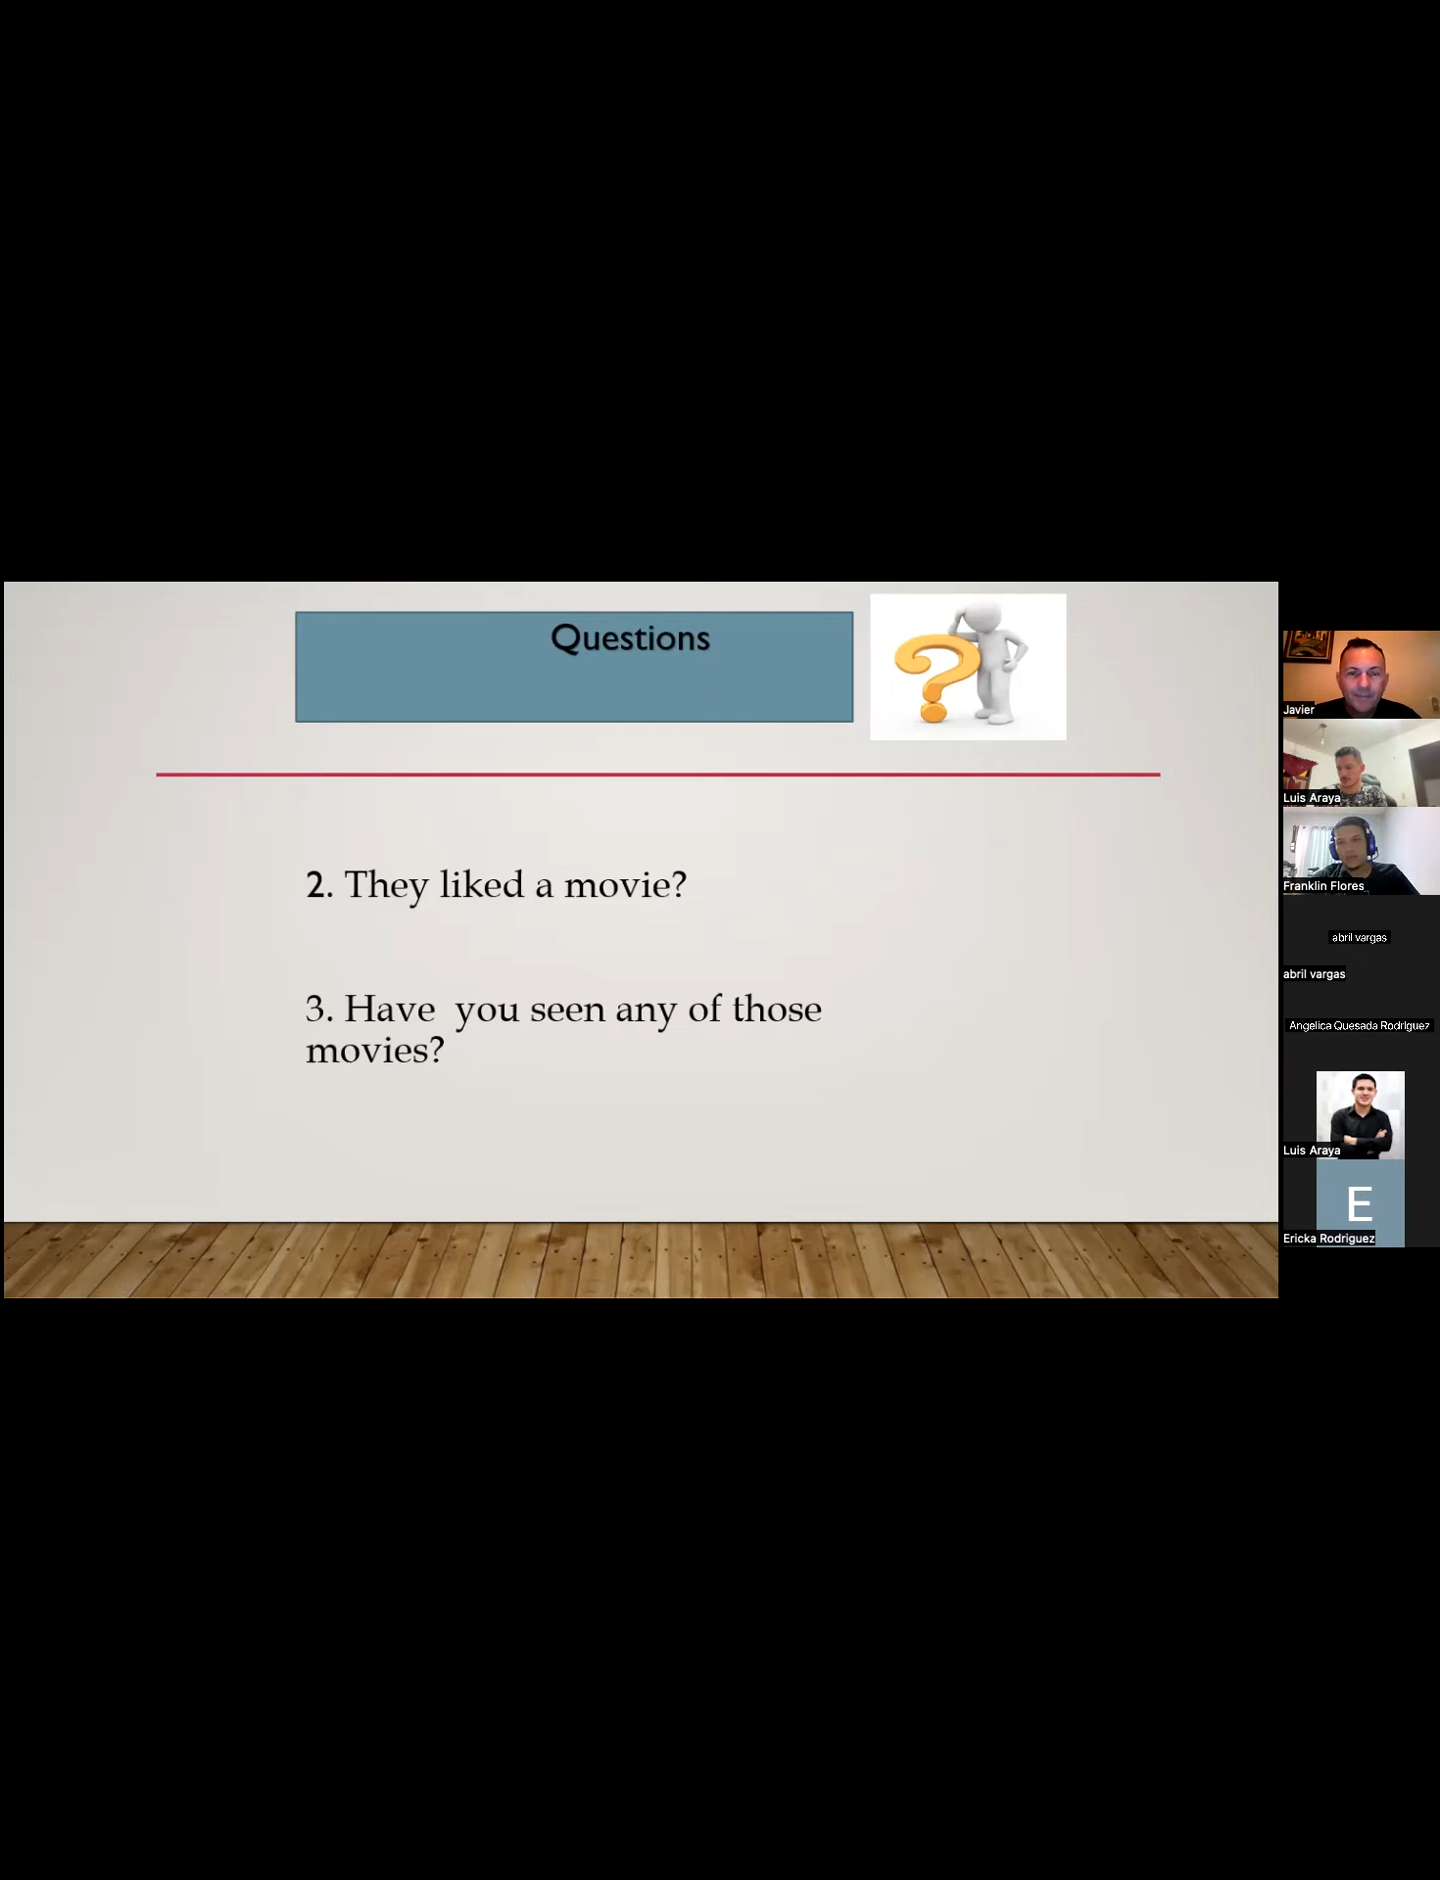 Questions
2. They liked a movie?
3. Have  you seen any of those
movies?
Javier
Luis Araya
Franklin Flores
abril vargas
abril vargas
Angelica Quesada Rodriguez
Luis Araya
E
Ericka Rodriguez